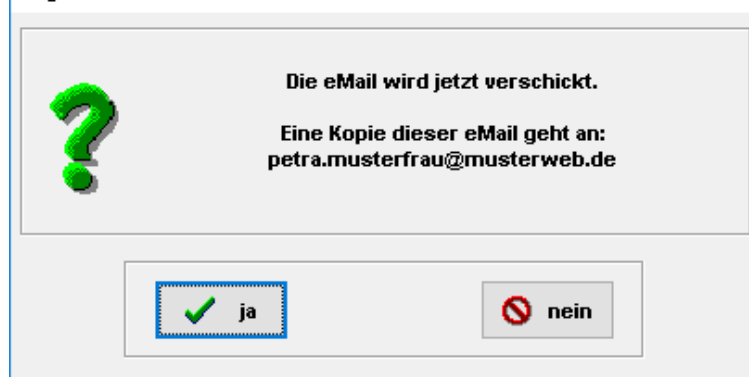 Die eMail wird jetzt verschickt.
Eine Kopie dieser eMail geht an:
petra.musterfrau@musterweb.de
ja
nein